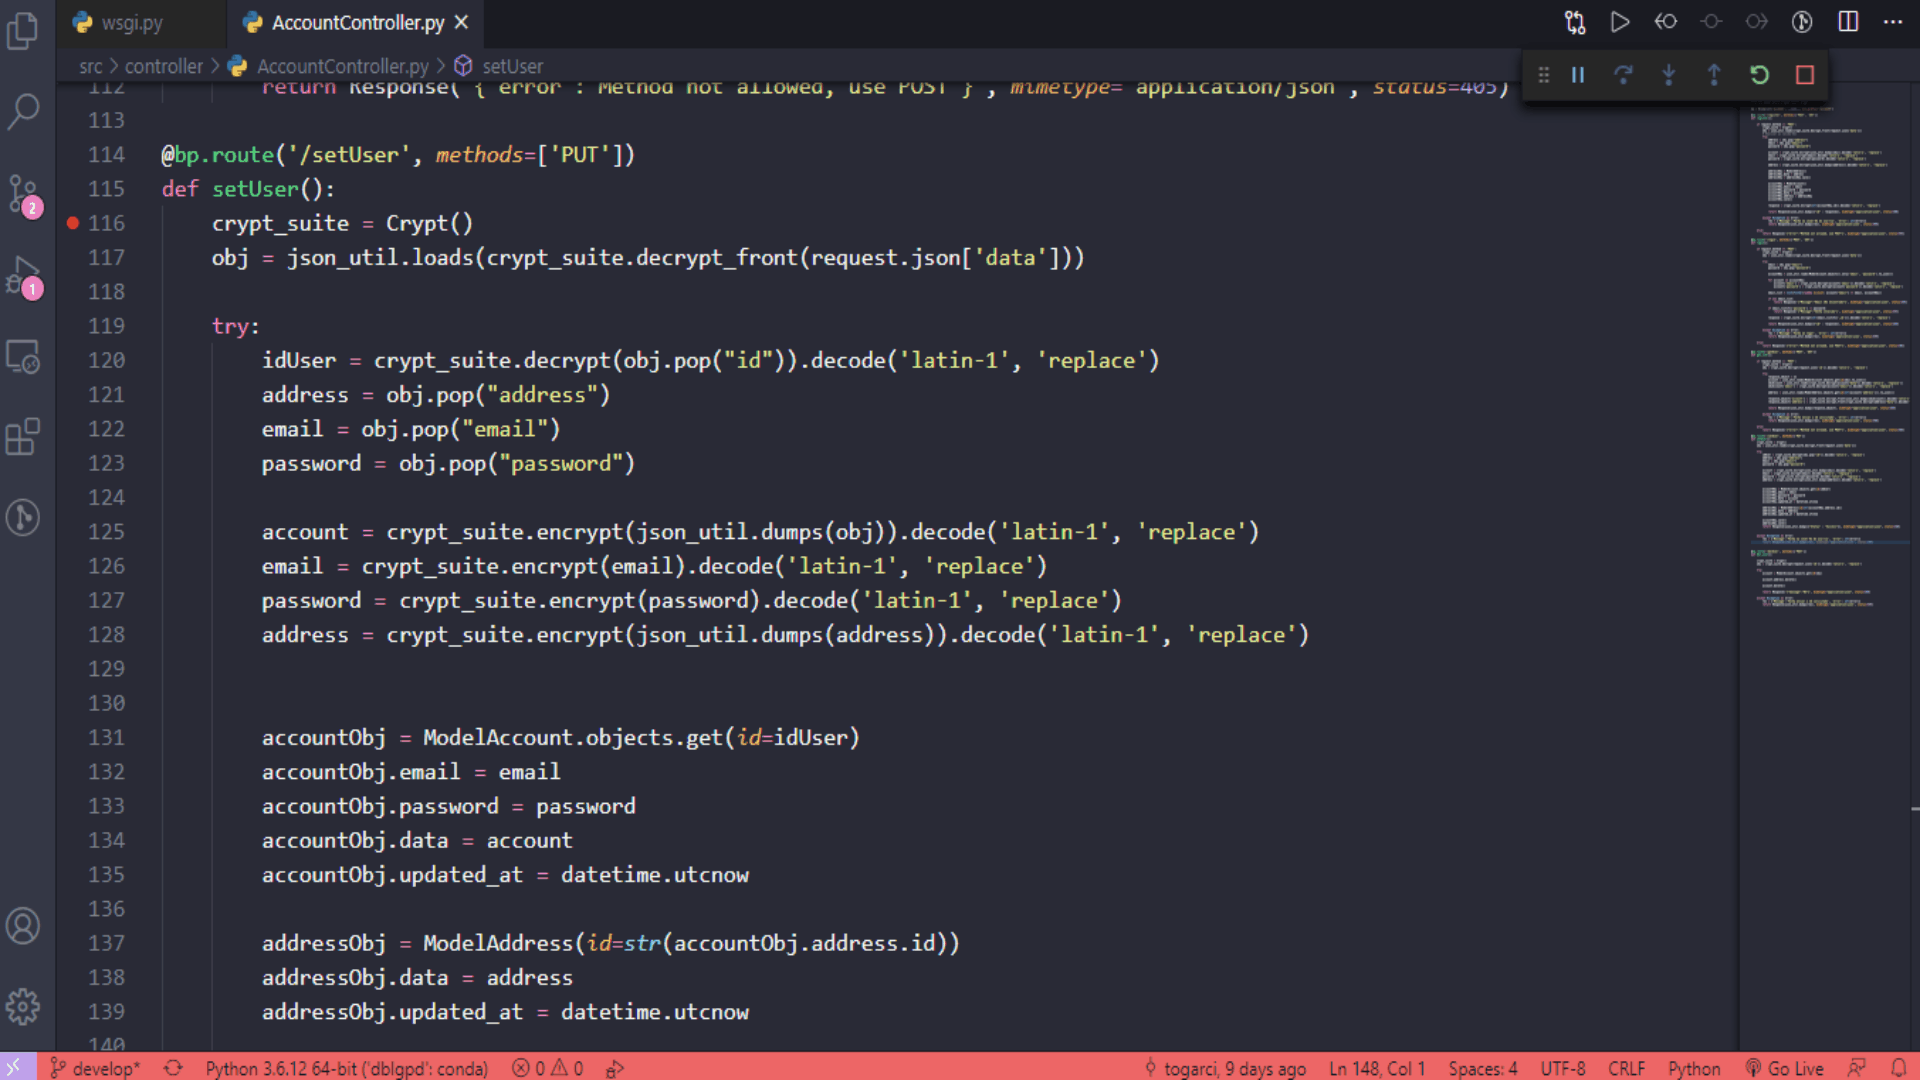 wsgi.py
AccountController.py
src > controller > AccountController.py > setUser
112 return Response('{"error": "Method not allowed, use POST"}', mimetype='application/json', status=405)
113
114 @bp.route('/setUser', methods=['PUT'])
115 def setUser():
116 crypt_suite = Crypt()
117 obj = json_util.loads(crypt_suite.decrypt_front(request.json['data']))
118
119 try:
120 idUser = crypt_suite.decrypt(obj.pop("id")).decode('latin-1', 'replace')
121 address = obj.pop("address")
122 email = obj.pop("email")
123 password = obj.pop("password")
124
125 account = crypt_suite.encrypt(json_util.dumps(obj)).decode('latin-1', 'replace')
126 email = crypt_suite.encrypt(email).decode('latin-1', 'replace')
127 password = crypt_suite.encrypt(password).decode('latin-1', 'replace')
128 address = crypt_suite.encrypt(json_util.dumps(address)).decode('latin-1', 'replace')
129
130
131 accountObj = ModelAccount.objects.get(id=idUser)
132 accountObj.email = email
133 accountObj.password = password
134 accountObj.data = account
135 accountObj.updated_at = datetime.utcnow
136
137 addressObj = ModelAddress(id=str(accountObj.address.id))
138 addressObj.data = address
139 addressObj.updated_at = datetime.utcnow
140
2
1
develop* Python 3.6.12 64-bit ('dblgpd': conda) 0 0 togarci, 9 days ago Ln 148, Col 1 Spaces: 4 UTF-8 CRLF Python Go Live